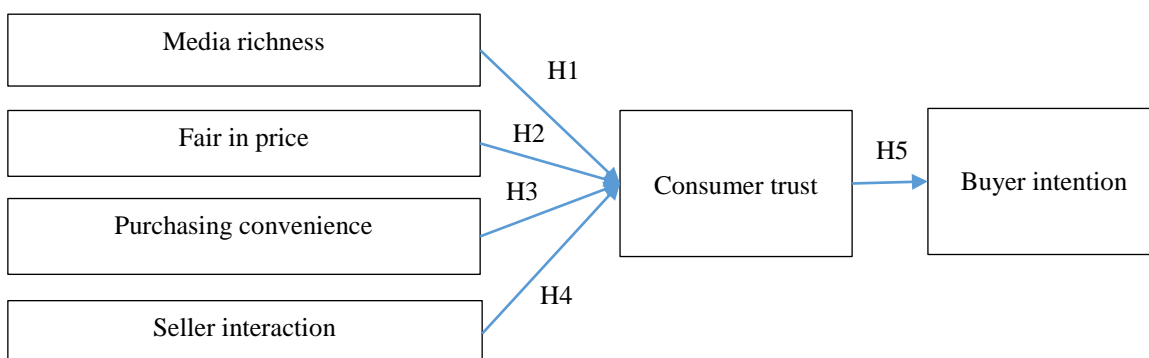 Media richness
H1
Fair in price
H2
H3
Purchasing convenience
H4
Seller interaction
Consumer trust
H5
Buyer intention